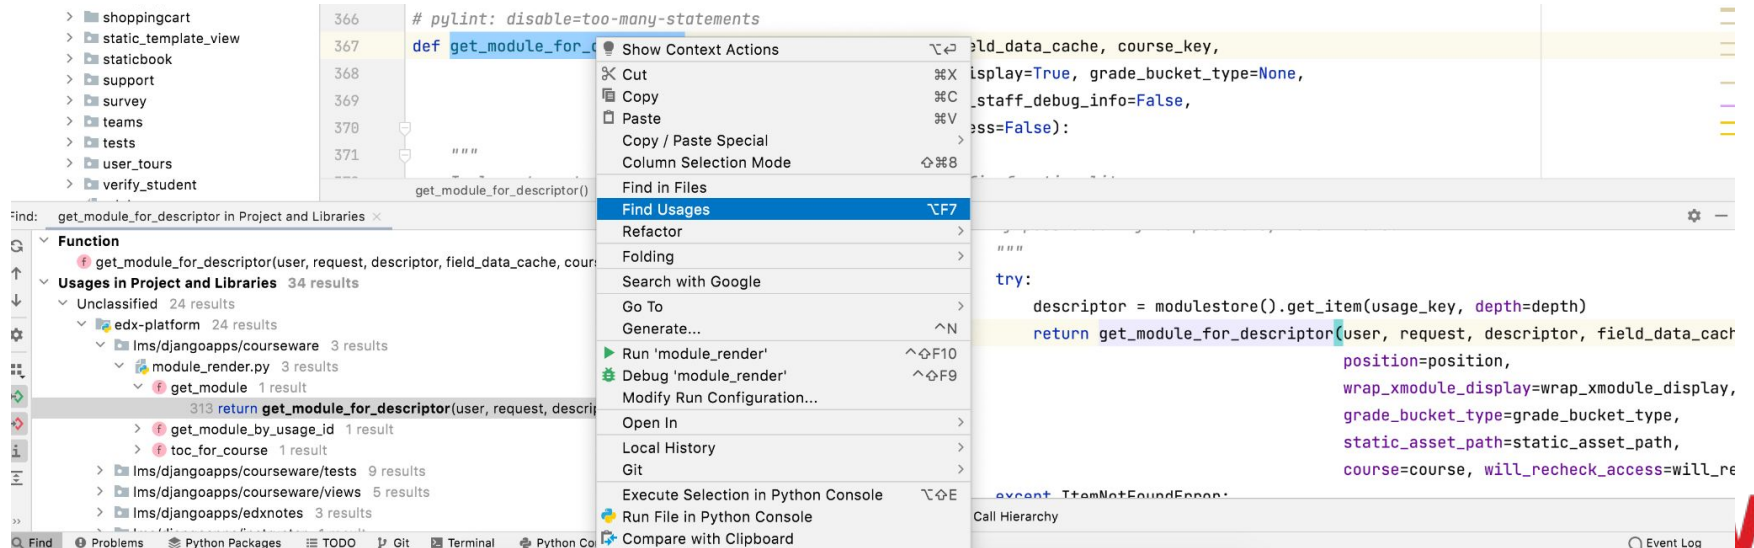 shoppingcart
static_template_view
staticbook
support
survey
teams
tests
user_tours
verify_student
366 # pylint: disable=too-many-statements
367 def get_module_for_d eld_data_cache, course_key,
368 isplay=True, grade_bucket_type=None,
369 _staff_debug_info=False,
370 ess=False):
371 """
get_module_for_descriptor()
Show Context Actions ⌥⏎
Cut ⌘X
Copy ⌘C
Paste ⌘V
Copy / Paste Special
Column Selection Mode ⇧⌘8
Find in Files
Find Usages ⌥F7
Refactor
Folding
Search with Google
Go To
Generate... ^N
Run 'module_render' ^⇧F10
Debug 'module_render' ^⇧F9
Modify Run Configuration...
Open In
Local History
Git
Execute Selection in Python Console ⌥⇧E
Run File in Python Console
Compare with Clipboard
Find: get_module_for_descriptor in Project and Libraries
Function
get_module_for_descriptor(user, request, descriptor, field_data_cache, cour
Usages in Project and Libraries 34 results
Unclassified 24 results
edx-platform 24 results
lms/djangoapps/courseware 3 results
module_render.py 3 results
get_module 1 result
313 return get_module_for_descriptor(user, request, descri
get_module_by_usage_id 1 result
toc_for_course 1 result
lms/djangoapps/courseware/tests 9 results
lms/djangoapps/courseware/views 5 results
lms/djangoapps/edxnotes 3 results
"""
try:
descriptor = modulestore().get_item(usage_key, depth=depth)
return get_module_for_descriptor(user, request, descriptor, field_data_cach
position=position,
wrap_xmodule_display=wrap_xmodule_display,
grade_bucket_type=grade_bucket_type,
static_asset_path=static_asset_path,
course=course, will_recheck_access=will_re
except ItemNotFoundError:
Call Hierarchy
Find Problems Python Packages TODO Git Terminal Python Co Event Log